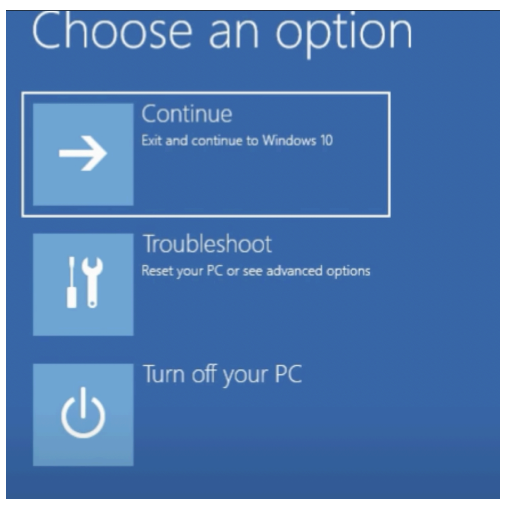 Choose an option
Continue
Exit and continue to Windows 10
Troubleshoot
Reset your PC or see advanced options
Turn off your PC